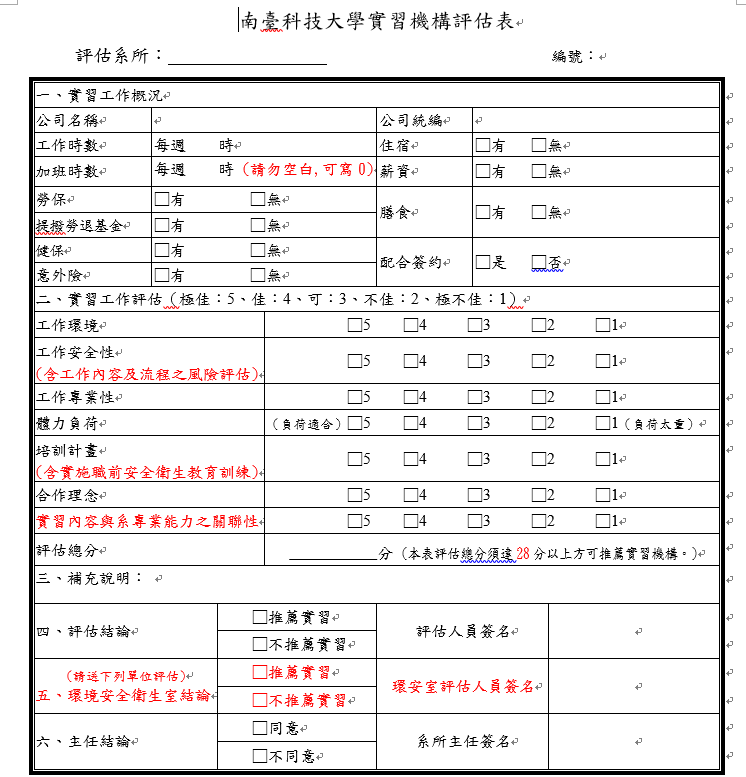 南臺科技大學實習機構評估表
評估系所：
編號：
一、實習工作概況
公司名稱
公司統編
工作時數 每週 時
住宿 □有 □無
加班時數 每週 時 (請勿空白,可寫 0)
薪資 □有 □無
勞保 □有 □無
提撥勞退基金 □有 □無
膳食 □有 □無
健保 □有 □無
意外險 □有 □無
配合簽約 □是 □否
二、實習工作評估（極佳：5、佳：4、可：3、不佳：2、極不佳：1）
工作環境 □5 □4 □3 □2 □1
工作安全性
(含工作內容及流程之風險評估)
□5 □4 □3 □2 □1
工作專業性 □5 □4 □3 □2 □1
體力負荷 （負荷適合）□5 □4 □3 □2 □1（負荷太重）
培訓計畫
(含實施職前安全衛生教育訓練)
□5 □4 □3 □2 □1
合作理念 □5 □4 □3 □2 □1
實習內容與系專業能力之關聯性 □5 □4 □3 □2 □1
評估總分 分（本表評估總分須達 28 分以上方可推薦實習機構。)
三、補充說明：
四、評估結論
□推薦實習
□不推薦實習
評估人員簽名
(請送下列單位評估)
五、環境安全衛生室結論
□推薦實習
□不推薦實習
環安室評估人員簽名
六、主任結論
□同意
□不同意
系所主任簽名